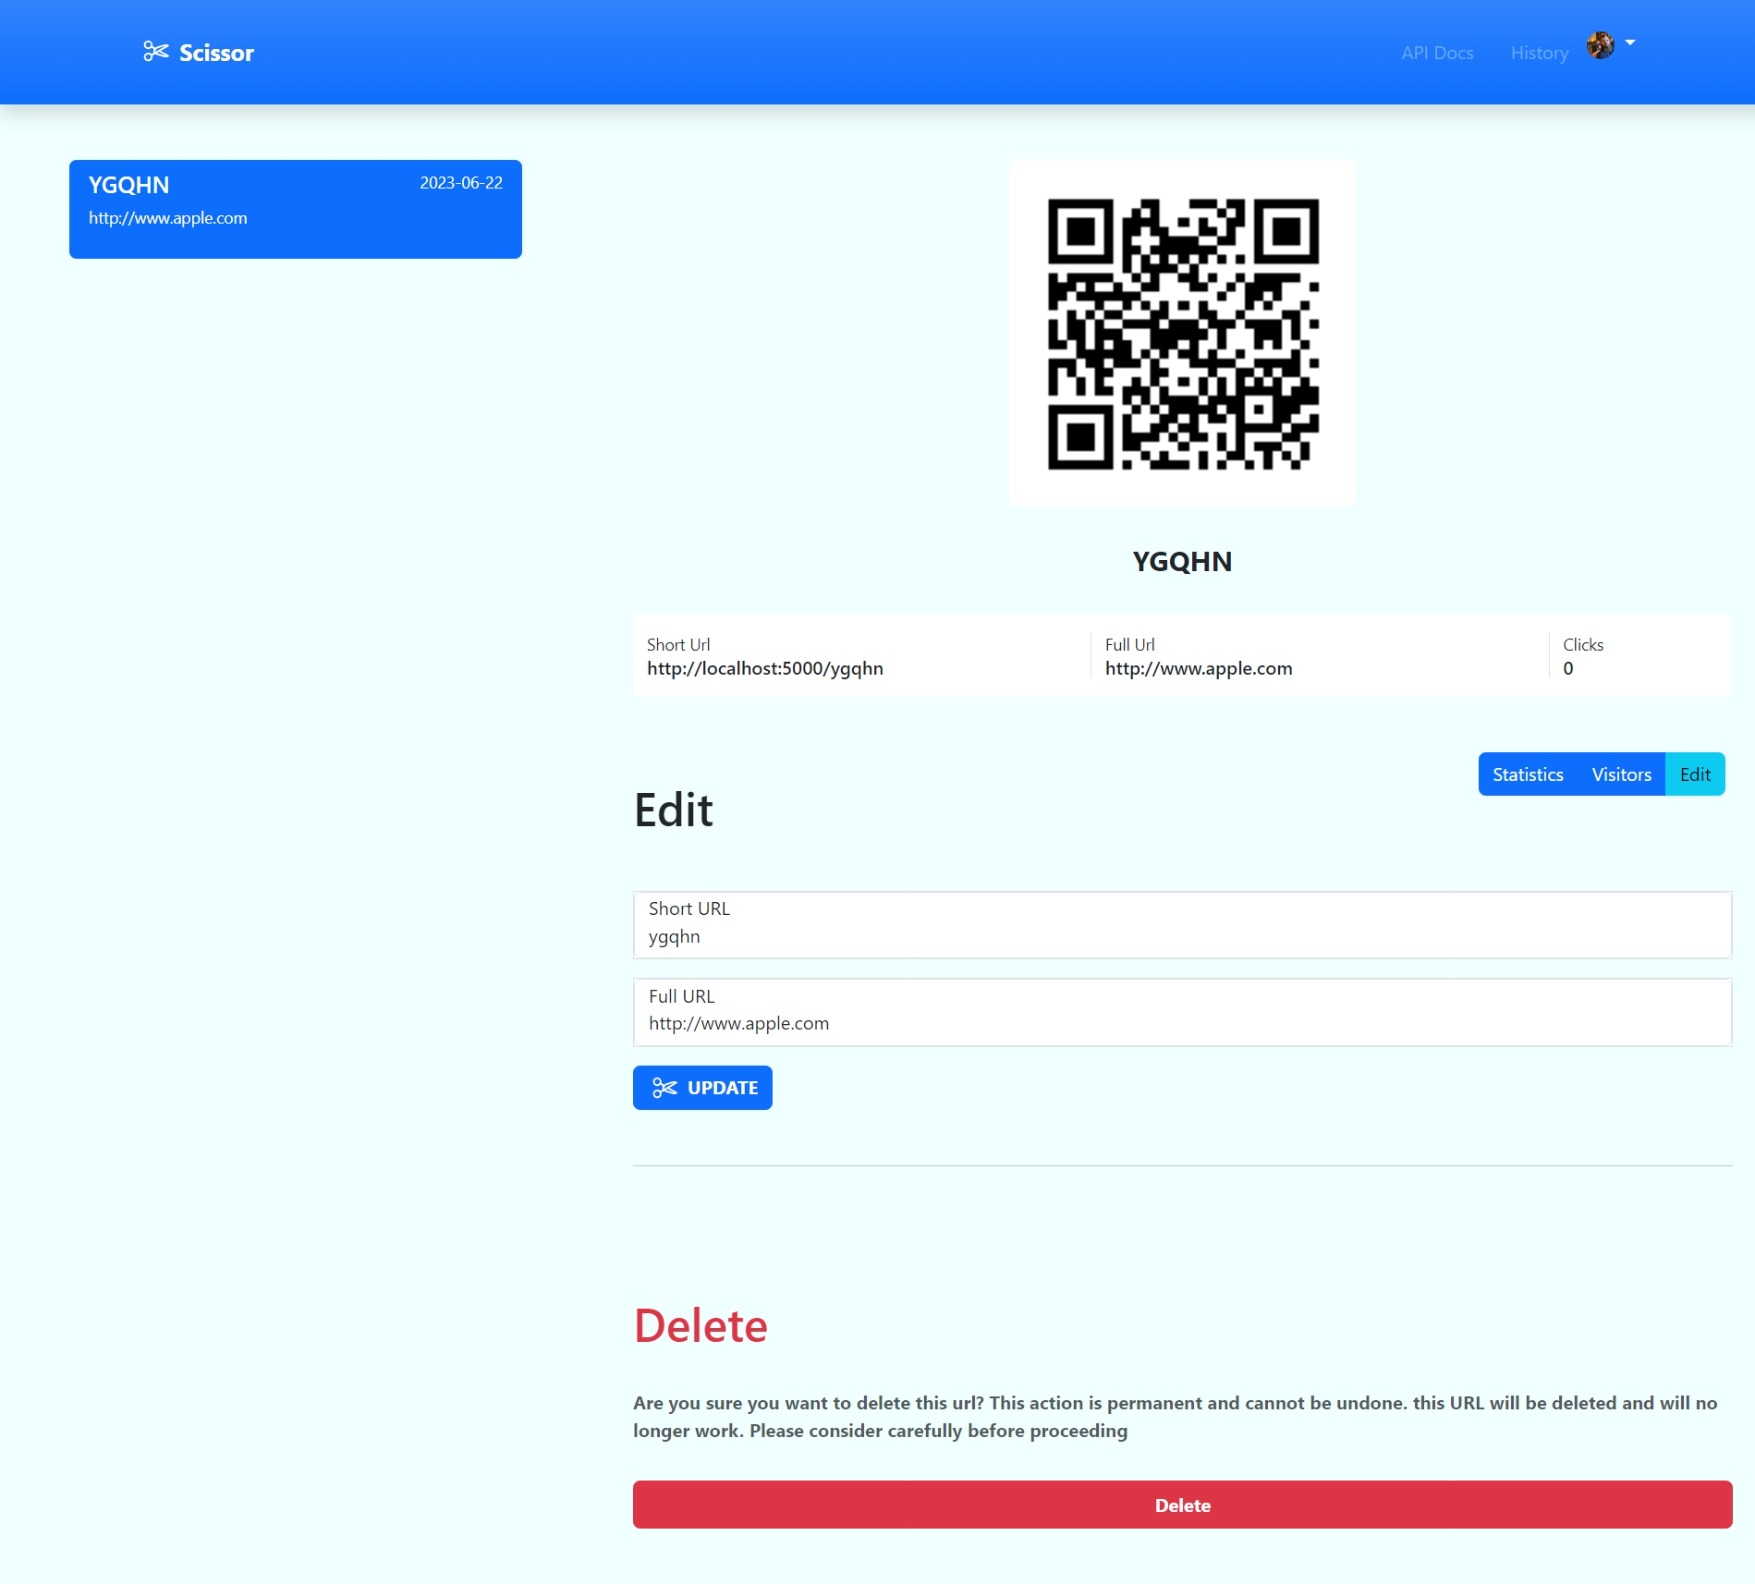 Scissor
API Docs
History
YGQHN
2023-06-22
http://www.apple.com
YGQHN
Short Url
http://localhost:5000/ygqhn
Full Url
http://www.apple.com
Clicks
0
Statistics
Visitors
Edit
Edit
Short URL
ygqhn
Full URL
http://www.apple.com
UPDATE
Delete
Are you sure you want to delete this url? This action is permanent and cannot be undone. this URL will be deleted and will no
longer work. Please consider carefully before proceeding
Delete